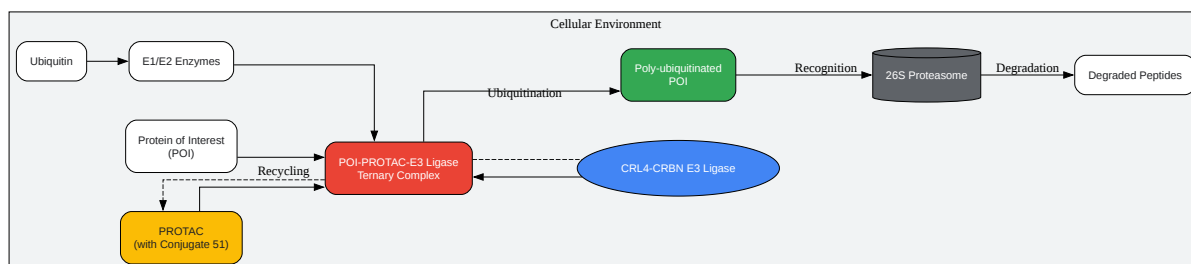 Cellular Environment
Ubiquitin
E1/E2 Enzymes
Poly-ubiquitinated
POI
Recognition
26S Proteasome
Degradation
Degraded Peptides
Ubiquitination
Protein of Interest
(POI)
POI-PROTAC-E3 Ligase
Ternary Complex
CRL4-CRBN E3 Ligase
Recycling
PROTAC
(with Conjugate 51)